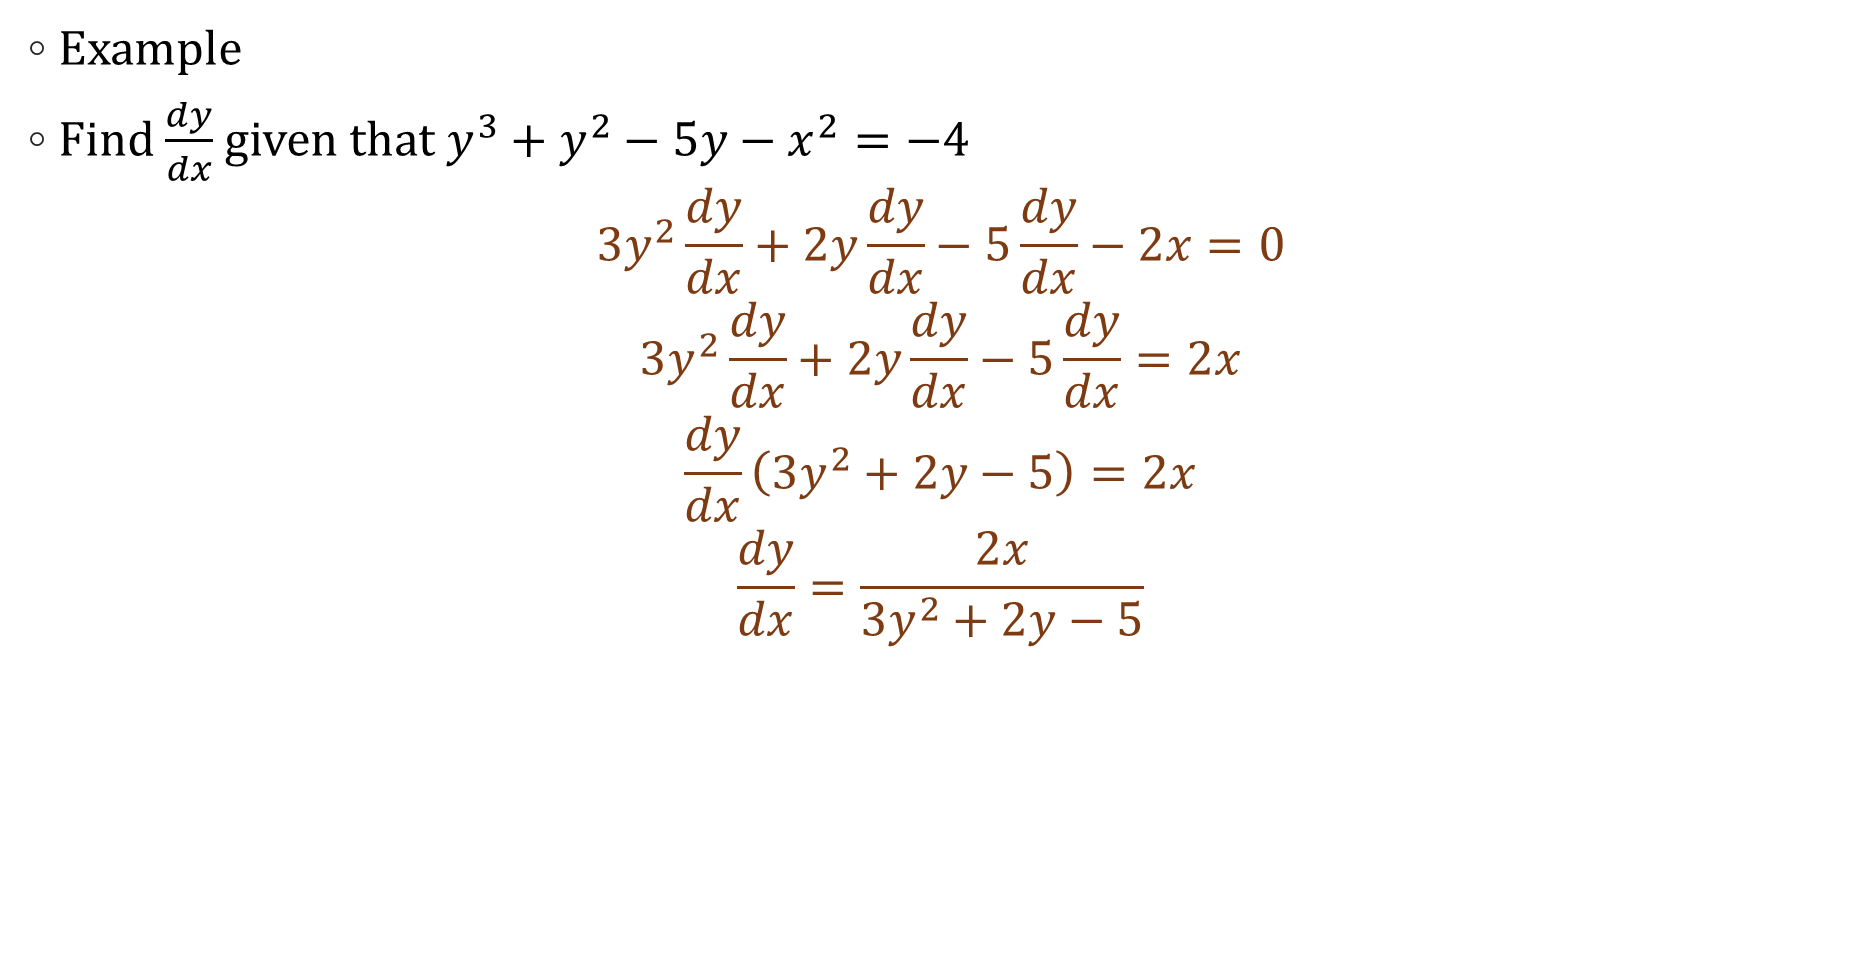 ◦ Example
◦ Find dy/dx given that y³ + y² − 5y − x² = −4
3y² dy/dx + 2y dy/dx − 5 dy/dx − 2x = 0
3y² dy/dx + 2y dy/dx − 5 dy/dx = 2x
dy/dx (3y² + 2y − 5) = 2x
dy/dx = 2x/(3y² + 2y − 5)